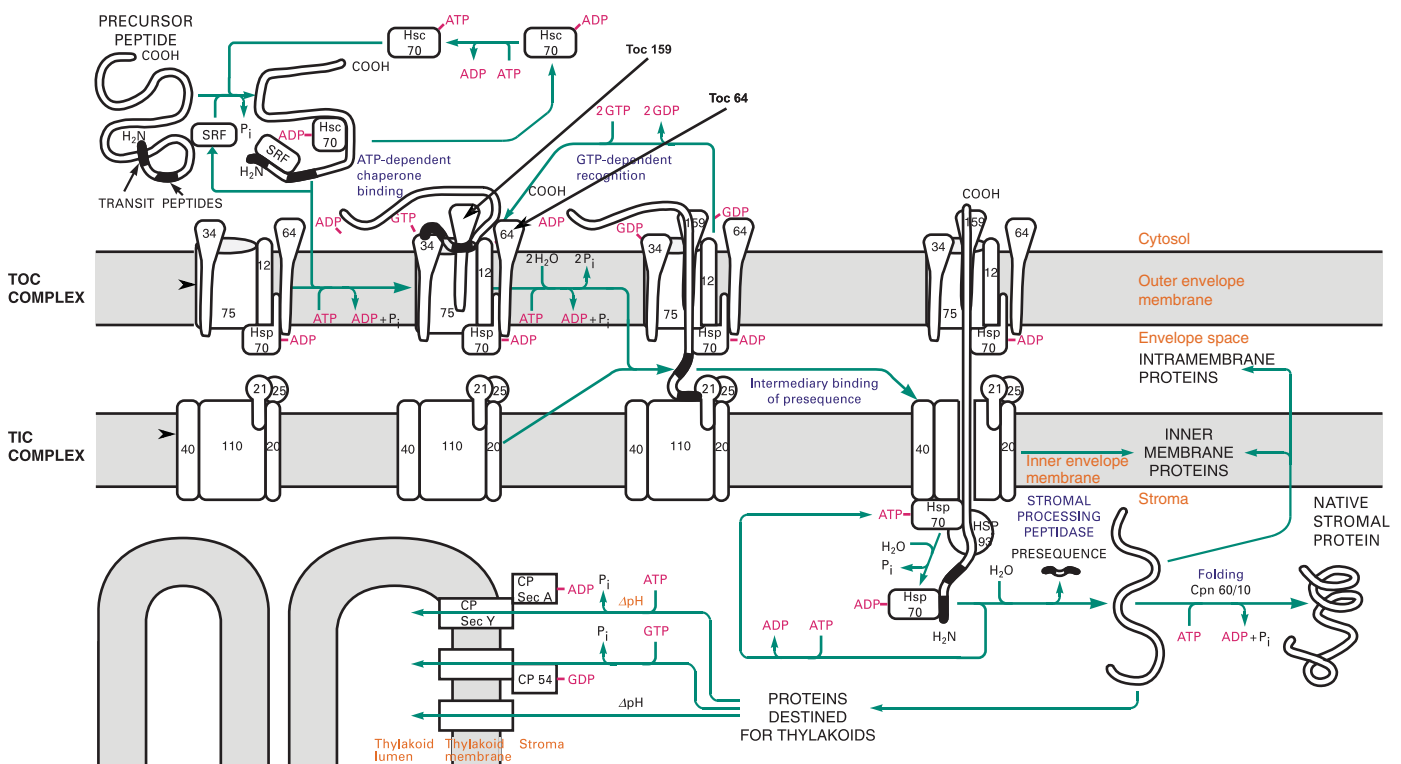 PRECURSOR
PEPTIDE
COOH
H2N
SRF
Pi
TRANSIT PEPTIDES
COOH
ADP
Hsc
70
SRF
H2N
Hsc
70
ATP
ADP
ATP
Hsc
70
ADP
Toc 159
Toc 64
ATP-dependent
chaperone
binding
2GTP
2GDP
GTP-dependent
recognition
COOH
COOH
ADP
GTP
ADP
GDP
GDP
34
64
12
75
34
64
12
75
159
34
64
12
75
159
34
64
12
75
TOC
COMPLEX
ATP
ADP+Pi
2H2O
2Pi
ATP
ADP+Pi
Hsp
70
ADP
Hsp
70
ADP
Hsp
70
ADP
Hsp
70
ADP
Cytosol
Outer envelope
membrane
Envelope space
INTRAMEMBRANE
PROTEINS
Intermediary binding
of presequence
TIC
COMPLEX
21
25
40
110
20
21
25
40
110
20
21
25
40
110
20
21
25
40
20
INNER
MEMBRANE
PROTEINS
Inner envelope
membrane
Stroma
ATP
Hsp
70
HSP
93
H2O
Pi
ADP
Hsp
70
H2N
ADP
ATP
STROMAL
PROCESSING
PEPTIDASE
PRESEQUENCE
H2O
NATIVE
STROMAL
PROTEIN
Folding
Cpn 60/10
ATP
ADP+Pi
CP
Sec A
ADP
Pi
ATP
ΔpH
CP
Sec Y
Pi
GTP
CP 54
GDP
ΔpH
PROTEINS
DESTINED
FOR THYLAKOIDS
Thylakoid
lumen
Thylakoid
membrane
Stroma